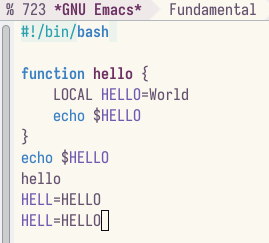 % 723 *GNU Emacs* Fundamental
#!/bin/bash
function hello {
    LOCAL HELLO=World
    echo $HELLO
}
echo $HELLO
hello
HELL=HELLO
HELL=HELLO